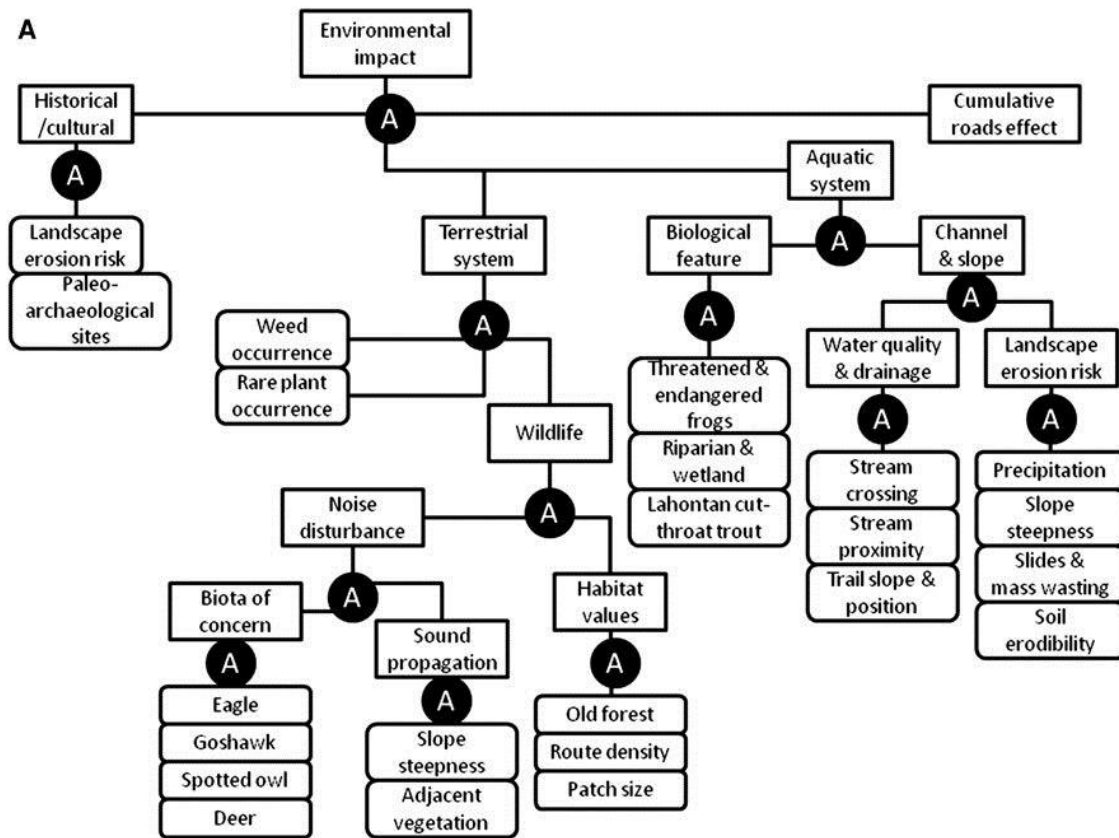 A
Environmental
impact
Historical
/cultural
A
Cumulative
roads effect
A
Landscape
erosion risk
Paleo-
archaeological
sites
Aquatic
system
Terrestrial
system
Biological
feature
A
Channel
& slope
A
Weed
occurrence
Rare plant
occurrence
A
Wildlife
A
Threatened &
endangered
frogs
Riparian &
wetland
Lahontan cut-
throat trout
Water quality
& drainage
A
Stream
crossing
Stream
proximity
Trail slope &
position
Landscape
erosion risk
A
Precipitation
Slope
steepness
Slides &
mass wasting
Soil
erodibility
Noise
disturbance
A
A
Biota of
concern
A
Eagle
Goshawk
Spotted owl
Deer
Sound
propagation
A
Slope
steepness
Adjacent
vegetation
Habitat
values
A
Old forest
Route density
Patch size